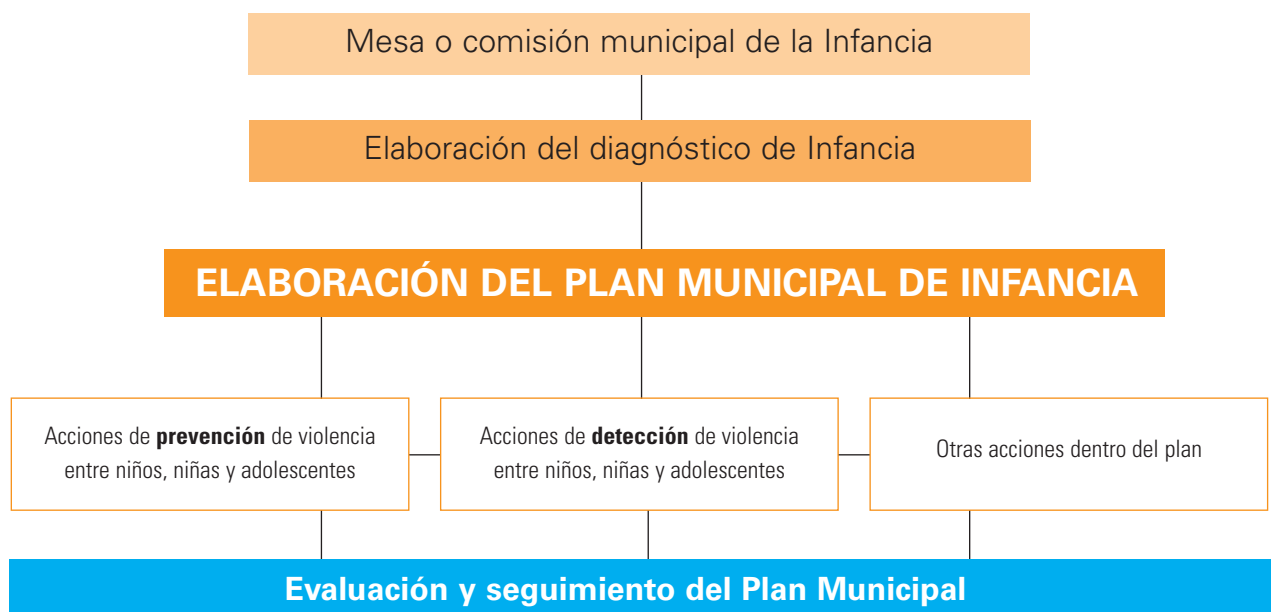 Mesa o comisión municipal de la Infancia
Elaboración del diagnóstico de Infancia
ELABORACIÓN DEL PLAN MUNICIPAL DE INFANCIA
Acciones de prevención de violencia
entre niños, niñas y adolescentes
Acciones de detección de violencia
entre niños, niñas y adolescentes
Otras acciones dentro del plan
Evaluación y seguimiento del Plan Municipal